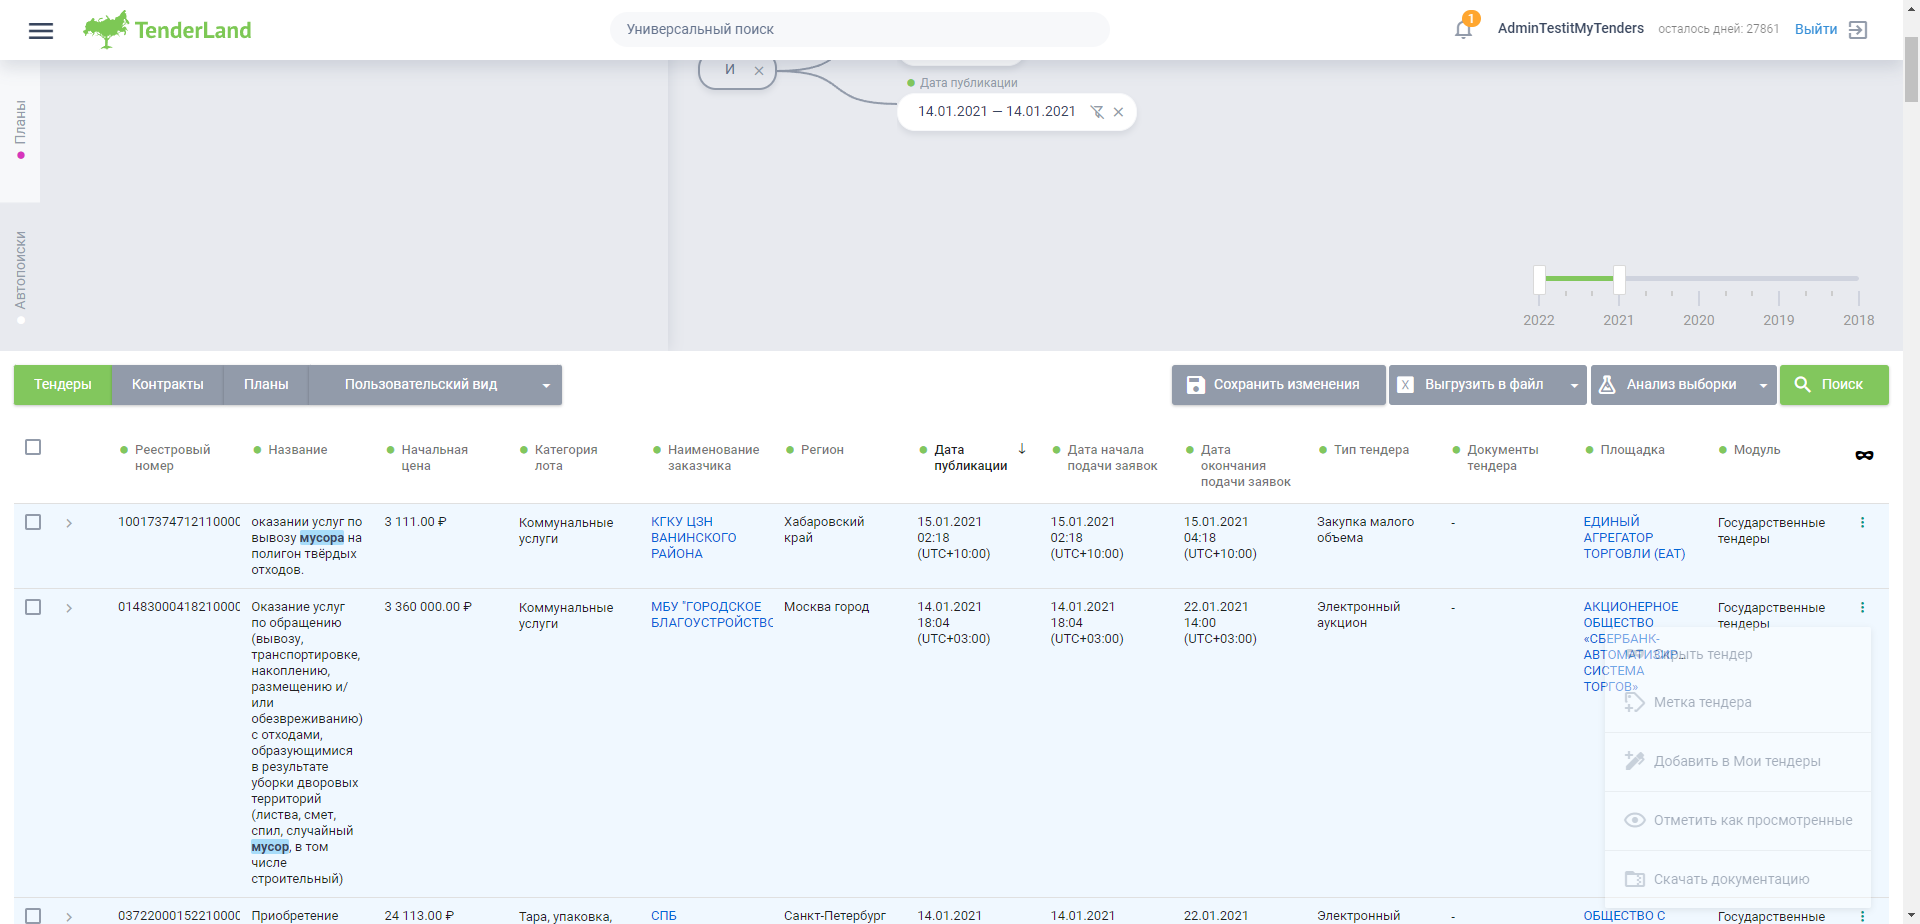 TenderLand
Универсальный поиск
1
AdminTestitMyTenders
осталось дней: 27861
Выйти
И
Дата публикации
14.01.2021 — 14.01.2021
Планы
Автопоиски
2022 2021 2020 2019 2018
Тендеры Контракты Планы Пользовательский вид
Сохранить изменения X Выгрузить в файл Анализ выборки Поиск
Реестровый
номер
Название
Начальная
цена
Категория
лота
Наименование
заказчика
Регион
Дата
публикации
Дата начала
подачи заявок
Дата
окончания
подачи заявок
Тип тендера
Документы
тендера
Площадка
Модуль
10017374712110000
оказании услуг по
вывозу мусора на
полигон твёрдых
отходов.
3 111.00 ₽
Коммунальные
услуги
КГКУ ЦЗН
ВАНИНСКОГО
РАЙОНА
Хабаровский
край
15.01.2021
02:18
(UTC+10:00)
15.01.2021
02:18
(UTC+10:00)
15.01.2021
04:18
(UTC+10:00)
Закупка малого
объема
-
ЕДИНЫЙ
АГРЕГАТОР
ТОРГОВЛИ (ЕАТ)
Государственные
тендеры
01483000418210000
Оказание услуг
по обращению
(вывозу,
транспортировке,
накоплению,
размещению и/
или
обезвреживанию)
с отходами,
образующимися
в результате
уборки дворовых
территорий
(листва, смет,
спил, случайный
мусор, в том
числе
строительный)
3 360 000.00 ₽
Коммунальные
услуги
МБУ "ГОРОДСКОЕ
БЛАГОУСТРОЙСТВО
Москва город
14.01.2021
18:04
(UTC+03:00)
14.01.2021
18:04
(UTC+03:00)
22.01.2021
14:00
(UTC+03:00)
Электронный
аукцион
-
АКЦИОНЕРНОЕ
ОБЩЕСТВО
«СБЕРБАНК-
СИСТЕМА
ТОРГОВ»
Государственные
тендеры
тендер
Метка тендера
Добавить в Мои тендеры
Отметить как просмотренные
Скачать документацию
03722000152210000
Приобретение
24 113.00 ₽
Тара, упаковка,
СПБ
Санкт-Петербург
14.01.2021
14.01.2021
22.01.2021
Электронный
-
ОБЩЕСТВО С
Государственные